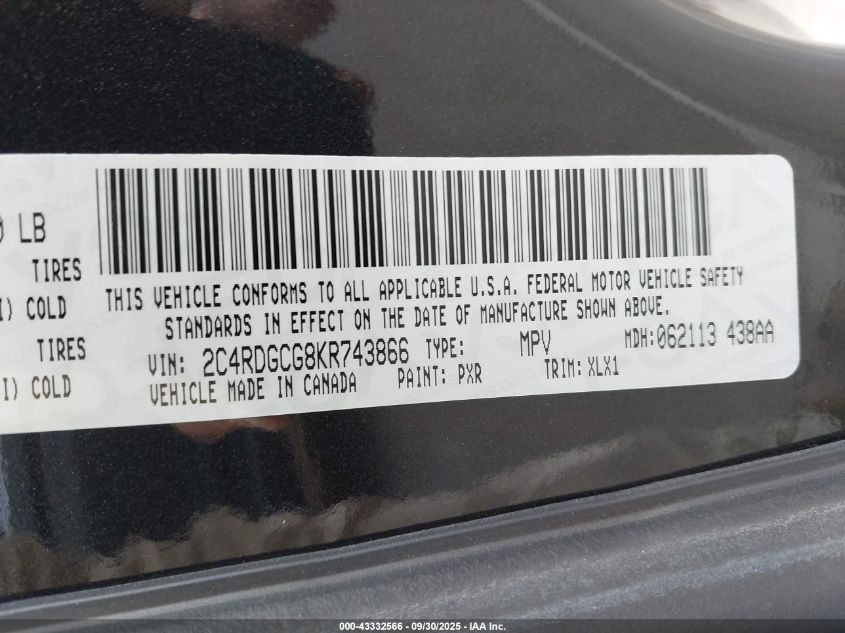 LB
TIRES
COLD
TIRES
COLD
THIS VEHICLE CONFORMS TO ALL APPLICABLE U.S.A. FEDERAL MOTOR VEHICLE SAFETY
STANDARDS IN EFFECT ON THE DATE OF MANUFACTURE SHOWN ABOVE.
VIN: 2C4RDGCG8KR743866 TYPE: MPV MDH:062113 438AA
VEHICLE MADE IN CANADA PAINT: PXR TRIM: XLX1
000-43332566 - 09/30/2025 - IAA Inc.